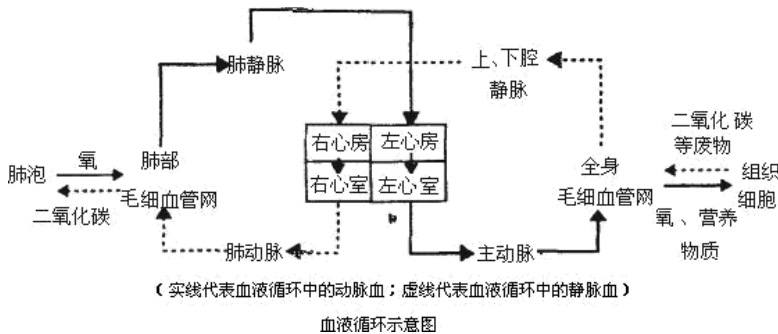 肺静脉
上、下腔
静脉
右心房
左心房
右心室
左心室
肺泡
氧
二氧化碳
肺部
毛细血管网
肺动脉
主动脉
全身
毛细血管网
二氧化碳
等废物
组织
细胞
氧、营养
物质
(实线代表血液循环中的动脉血;虚线代表血液循环中的静脉血)
血液循环示意图